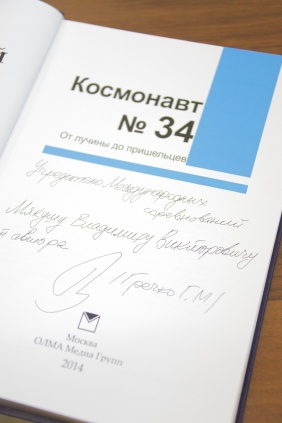 Космонавт
№ 34
От лучины до пришельцев
Учредителю Международных
соревнований
Владимиру Викторовичу
от автора
/Гречко Г.М/
Москва
ОЛМА Медиа Групп
2014